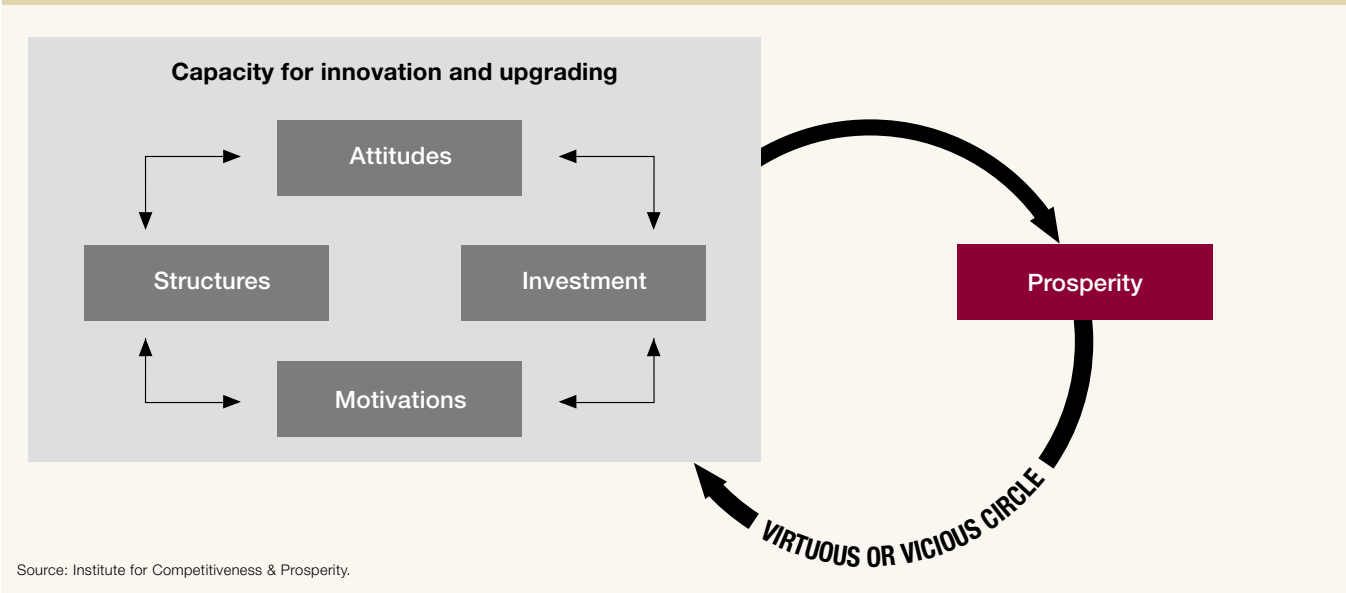 Capacity for innovation and upgrading
Attitudes
Structures
Investment
Prosperity
Motivations
VIRTUOUS OR VICIOUS CIRCLE
Source: Institute for Competitiveness & Prosperity.